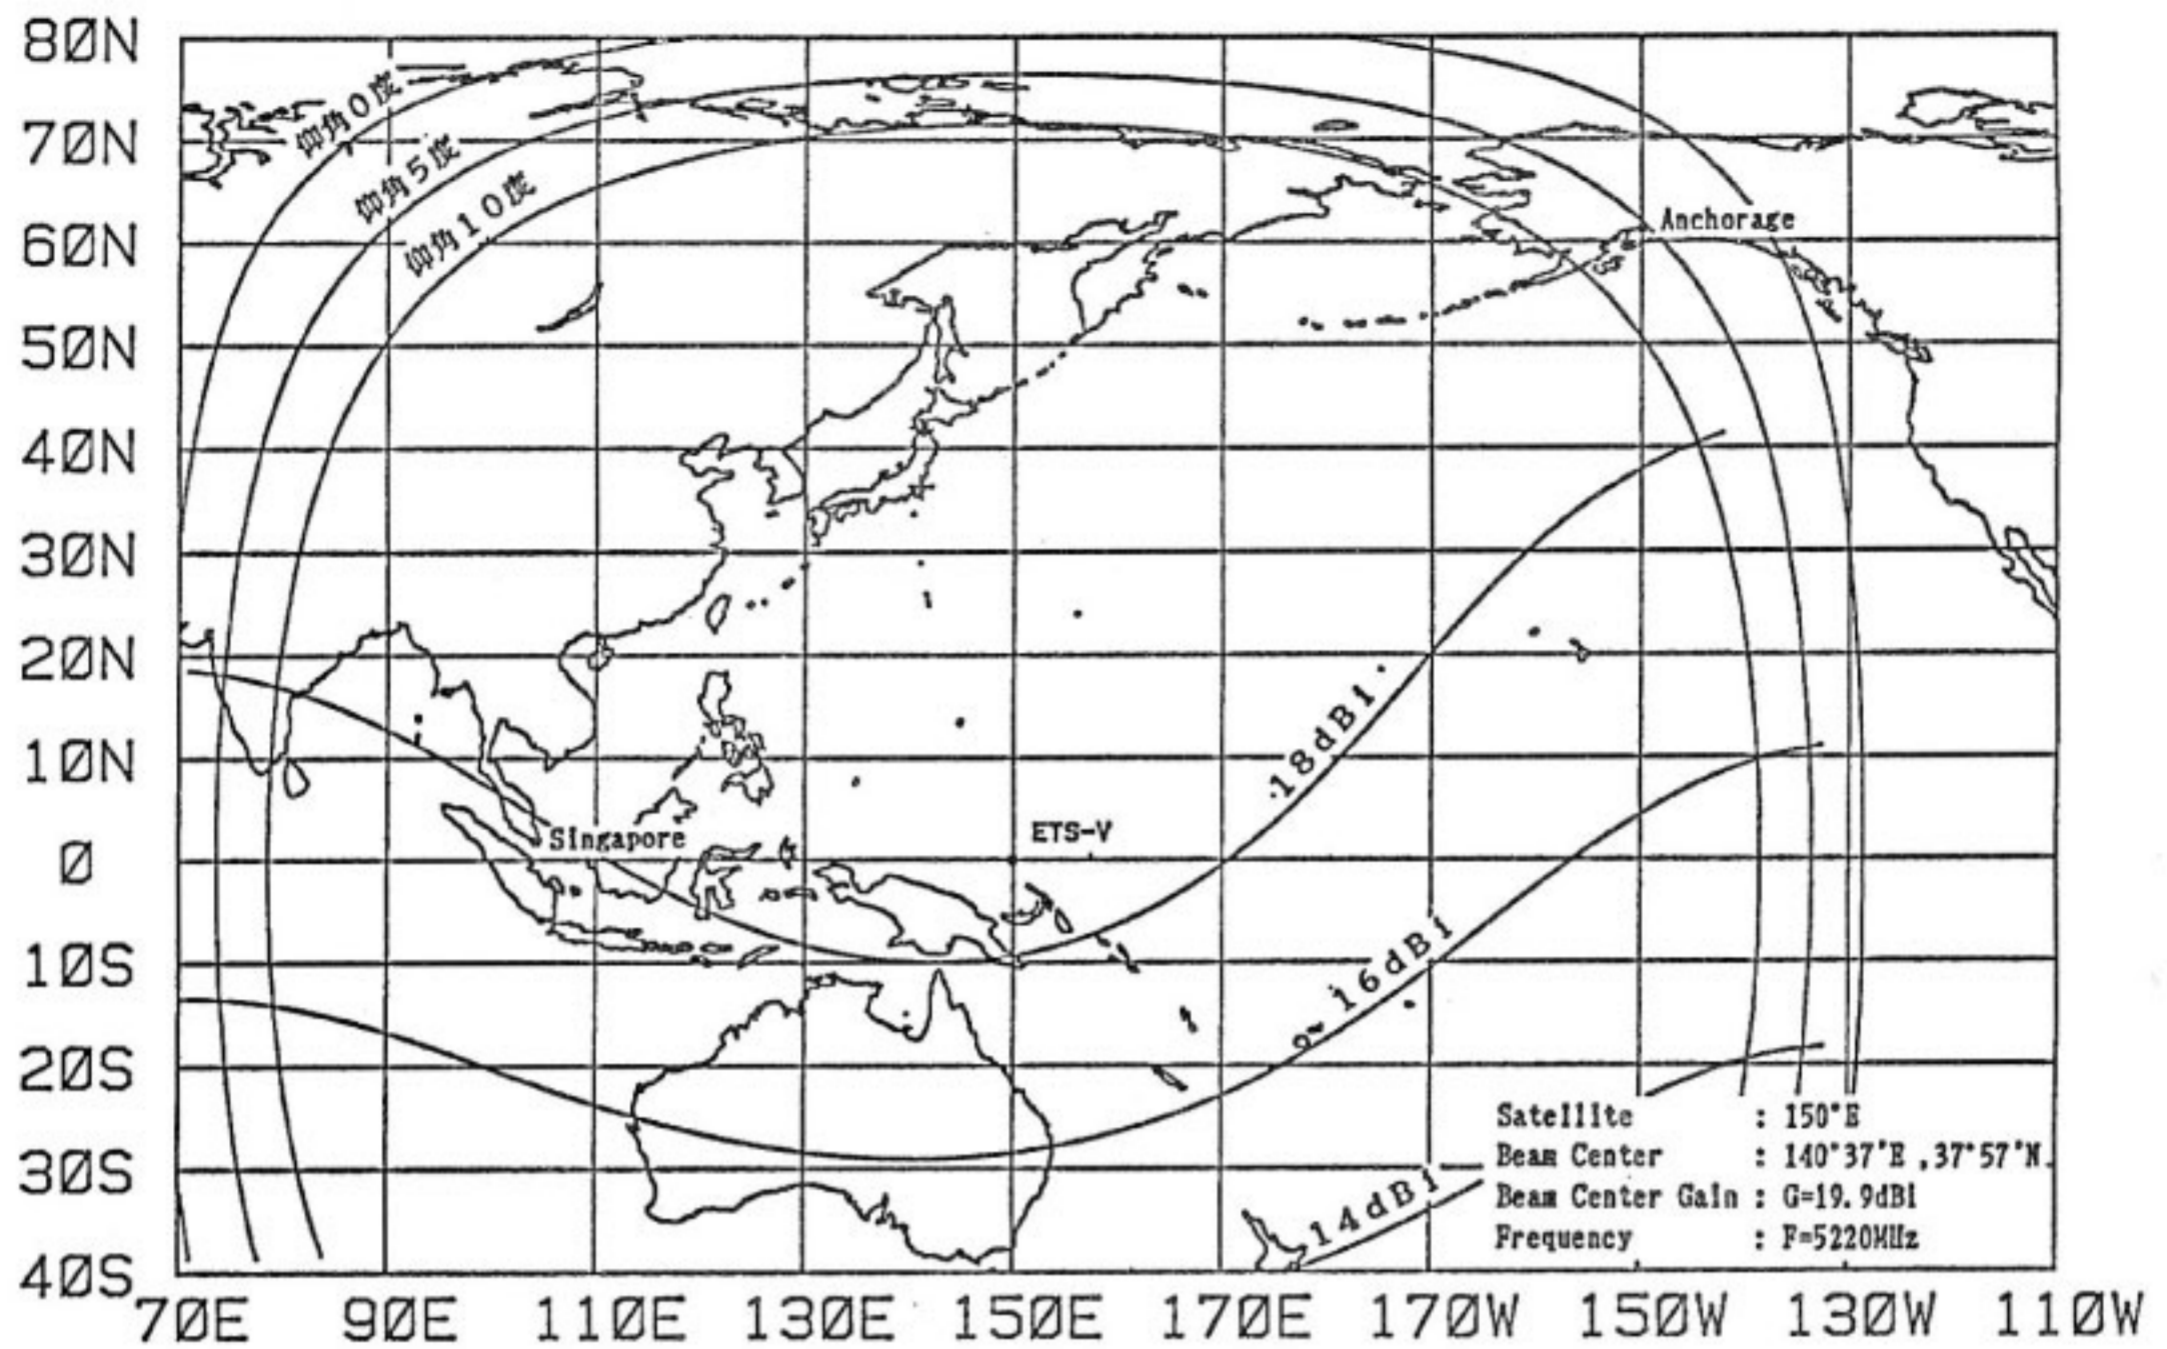 80N
70N
60N
50N
40N
30N
20N
10N
0
10S
20S
30S
40S
70E 90E 110E 130E 150E 170E 170W 150W 130W 110W
仰角0度
仰角5度
仰角10度
Anchorage
Singapore
ETS-V
18dBi
16dBi
14dBi
Satellite : 150°E
Beam Center : 140°37'E ,37°57'N.
Beam Center Gain : G=19.9dBi
Frequency : F=5220MHz